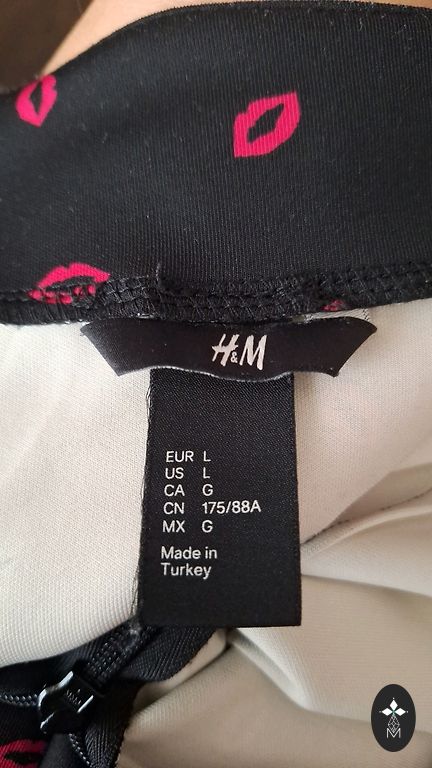 H&M
EUR L
US L
CA G
CN 175/88A
MX G
Made in
Turkey